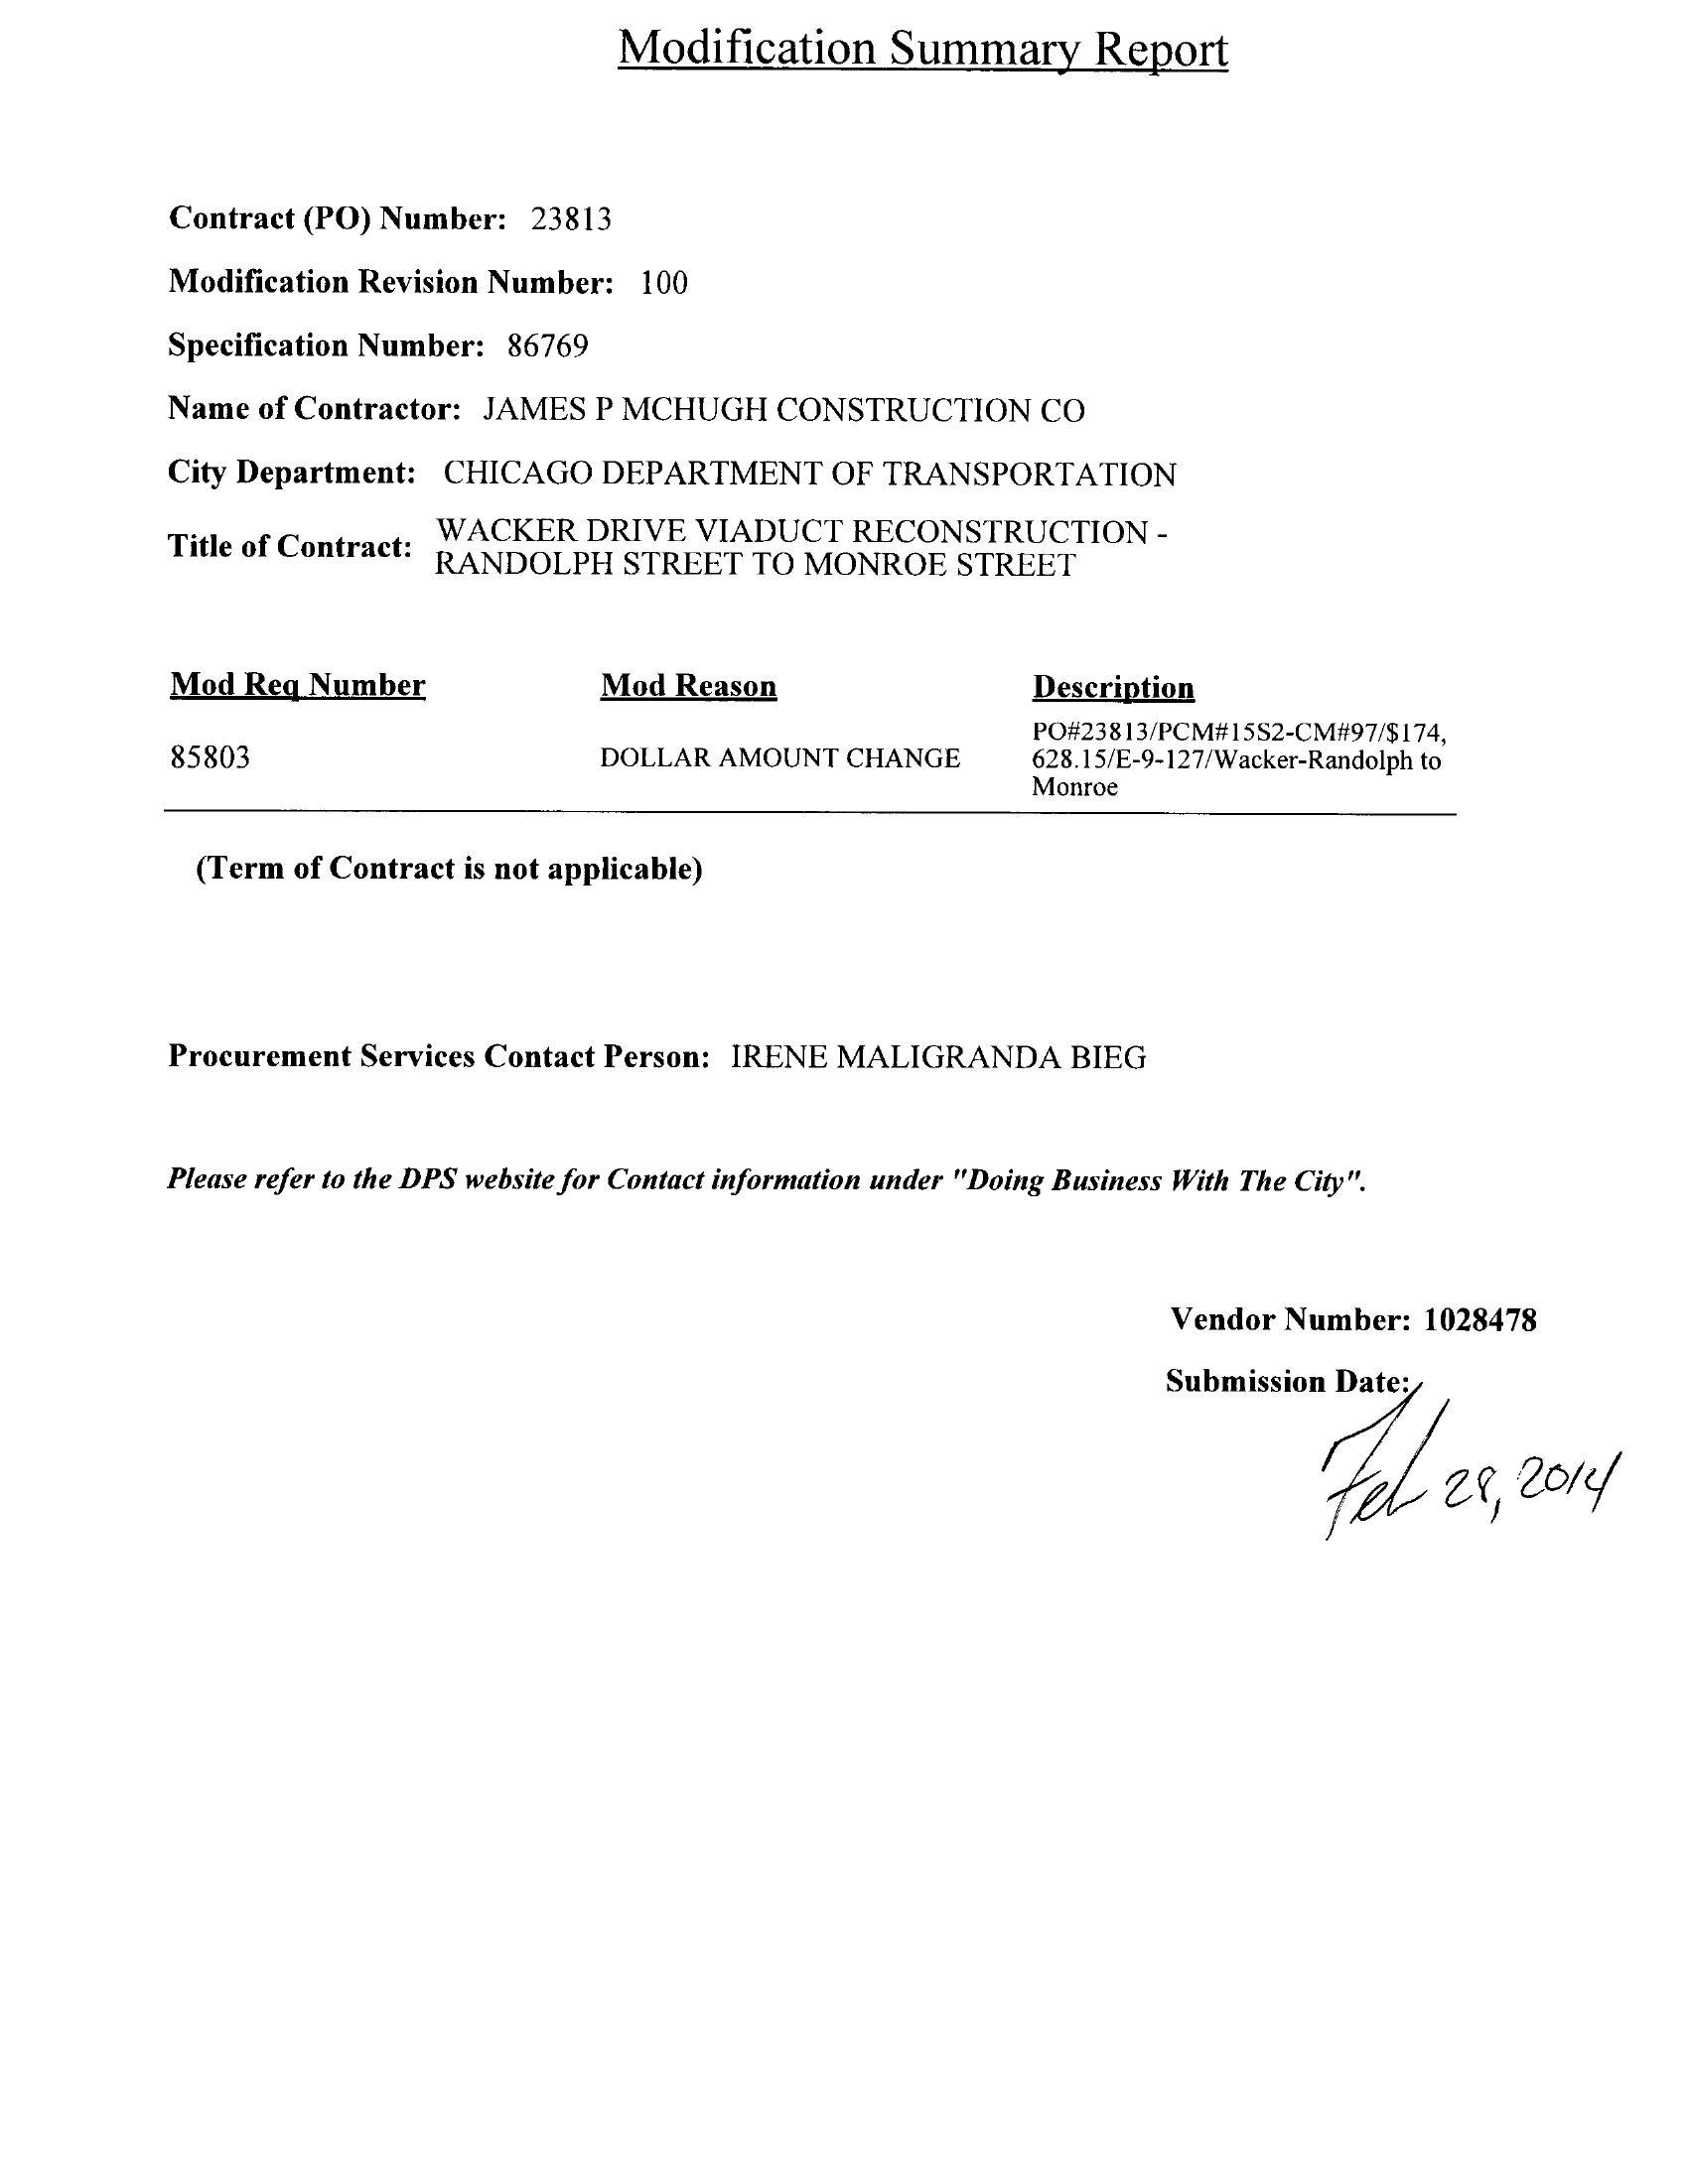 Modification Summary Report
Contract (PO) Number: 23813
Modification Revision Number: 100
Specification Number: 86769
Name of Contractor: JAMES P MCHUGH CONSTRUCTION CO
City Department: CHICAGO DEPARTMENT OF TRANSPORTATION
Title of Contract: WACKER DRIVE VIADUCT RECONSTRUCTION -
RANDOLPH STREET TO MONROE STREET
Mod Req Number Mod Reason Description
85803 DOLLAR AMOUNT CHANGE PO#23813/PCM#15S2-CM#97/$174,
628.15/E-9-127/Wacker-Randolph to
Monroe
(Term of Contract is not applicable)
Procurement Services Contact Person: IRENE MALIGRANDA BIEG
Please refer to the DPS website for Contact information under "Doing Business With The City".
Vendor Number: 1028478
Submission Date:
Feb 28, 2014